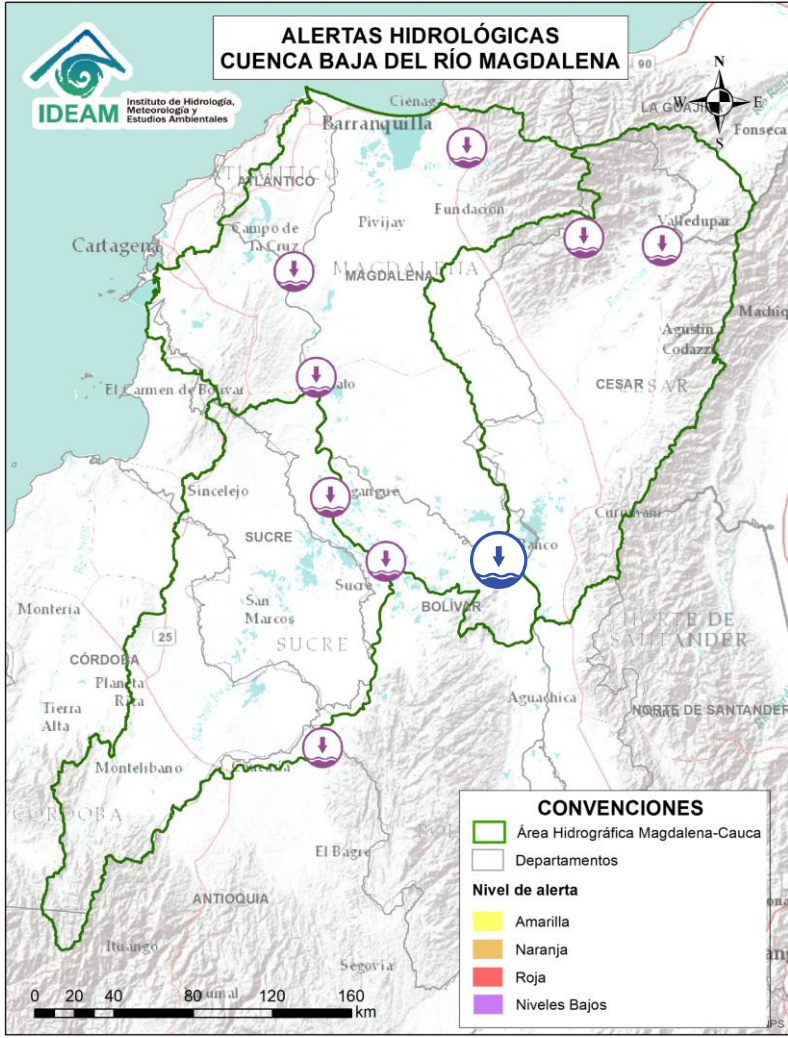 ALERTAS HIDROLÓGICAS
CUENCA BAJA DEL RÍO MAGDALENA
IDEAM
Instituto de Hidrología,
Meteorología y
Estudios Ambientales
N
W
E
S
90
Ciénaga
LA GUAJIRA
Barranquilla
Fonseca
ATLÁNTICO
ATLÁNTICO
Fundación
Pivijay
Valledupar
Campo de
la Cruz
Cartagena
MAGDALENA
MAGDALENA
Agustín
Codazzi
CESAR
CESAR
El Carmen de Bolívar
Sincelejo
Curumaní
SUCRE
Sucre
BOLÍVAR
San
Marcos
Montería
SUCRE
NORTE DE
SANTANDER
25
CÓRDOBA
Planeta
Rica
Aguachica
NORTE DE SANTANDER
Tierra
Alta
Montelíbano
CÓRDOBA
El Bagre
ANTIOQUIA
Ituango
Segovia
CONVENCIONES
Área Hidrográfica Magdalena-Cauca
Departamentos
Nivel de alerta
Amarilla
Naranja
Roja
Niveles Bajos
0 20 40 80 120 160
km